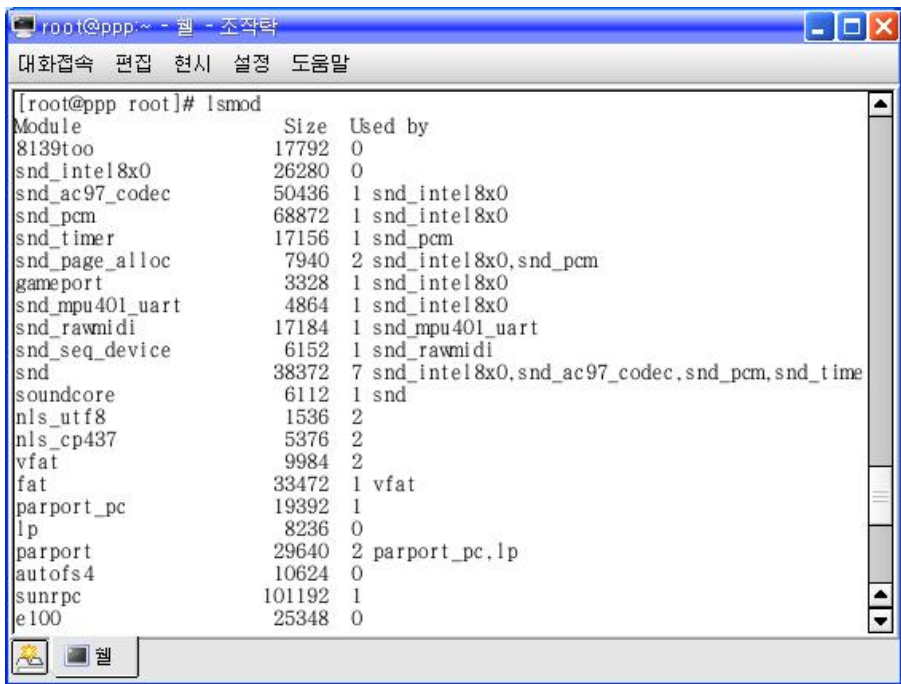 root@ppp:~ - 웰 - 조작탁
대화접속 편집 현시 설정 도움말
[root@ppp root]# lsmod
Module Size Used by
8139too 17792 0
snd_intel8x0 26280 0
snd_ac97_codec 50436 1 snd_intel8x0
snd_pcm 68872 1 snd_intel8x0
snd_timer 17156 1 snd_pcm
snd_page_alloc 7940 2 snd_intel8x0,snd_pcm
gameport 3328 1 snd_intel8x0
snd_mpu401_uart 4864 1 snd_intel8x0
snd_rawmidi 17184 1 snd_mpu401_uart
snd_seq_device 6152 1 snd_rawmidi
snd 38372 7 snd_intel8x0,snd_ac97_codec,snd_pcm,snd_time
soundcore 6112 1 snd
nls_utf8 1536 2
nls_cp437 5376 2
vfat 9984 2
fat 33472 1 vfat
parport_pc 19392 1
lp 8236 0
parport 29640 2 parport_pc,lp
autofs4 10624 0
sunrpc 101192 1
e100 25348 0
웰